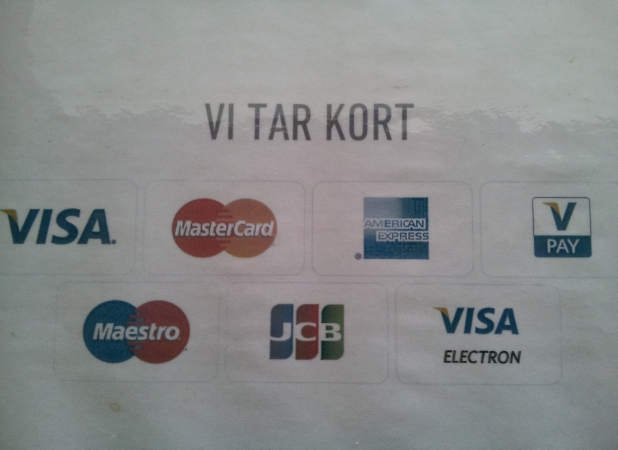 VI TAR KORT
VISA MasterCard AMERICAN EXPRESS ® V PAY
Maestro JCB VISA ELECTRON